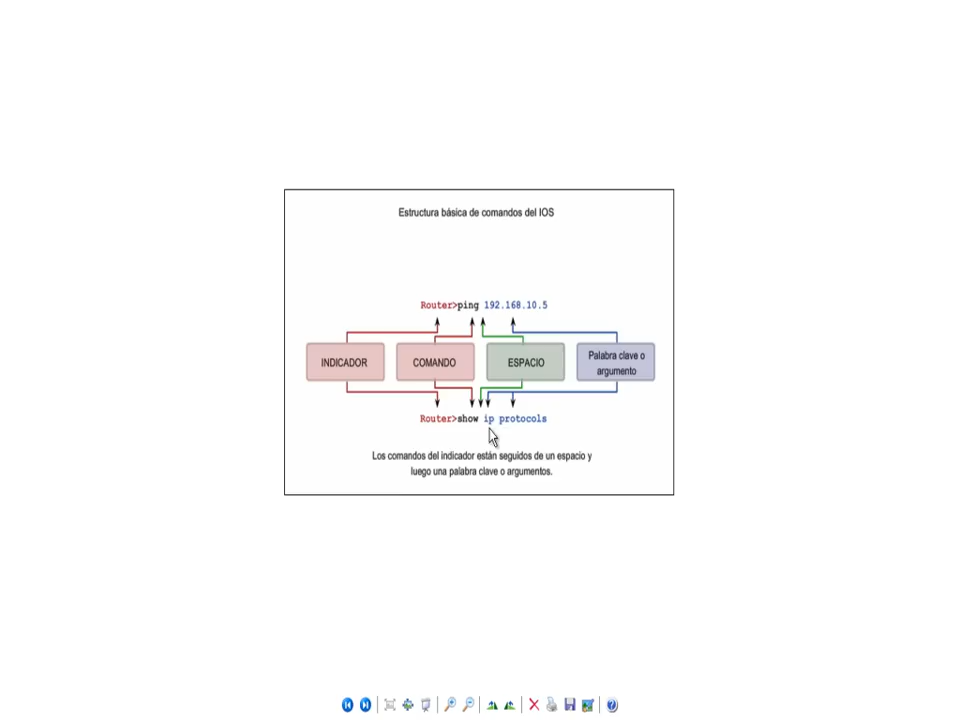 Estructura básica de comandos del IOS
Router>ping 192.168.10.5
INDICADOR
COMANDO
ESPACIO
Palabra clave o
argumento
Router>show ip protocols
Los comandos del indicador están seguidos de un espacio y
luego una palabra clave o argumentos.